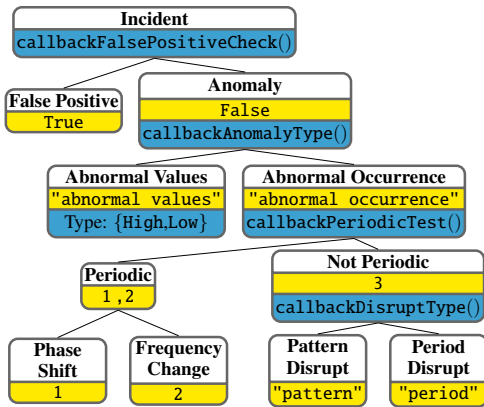 Incident
callbackFalsePositiveCheck()
False Positive
True
Anomaly
False
callbackAnomalyType()
Abnormal Values
"abnormal values"
Type: {High,Low}
Abnormal Occurrence
"abnormal occurrence"
callbackPeriodicTest()
Periodic
1 ,2
Not Periodic
3
callbackDisruptType()
Phase
Shift
1
Frequency
Change
2
Pattern
Disrupt
"pattern"
Period
Disrupt
"period"